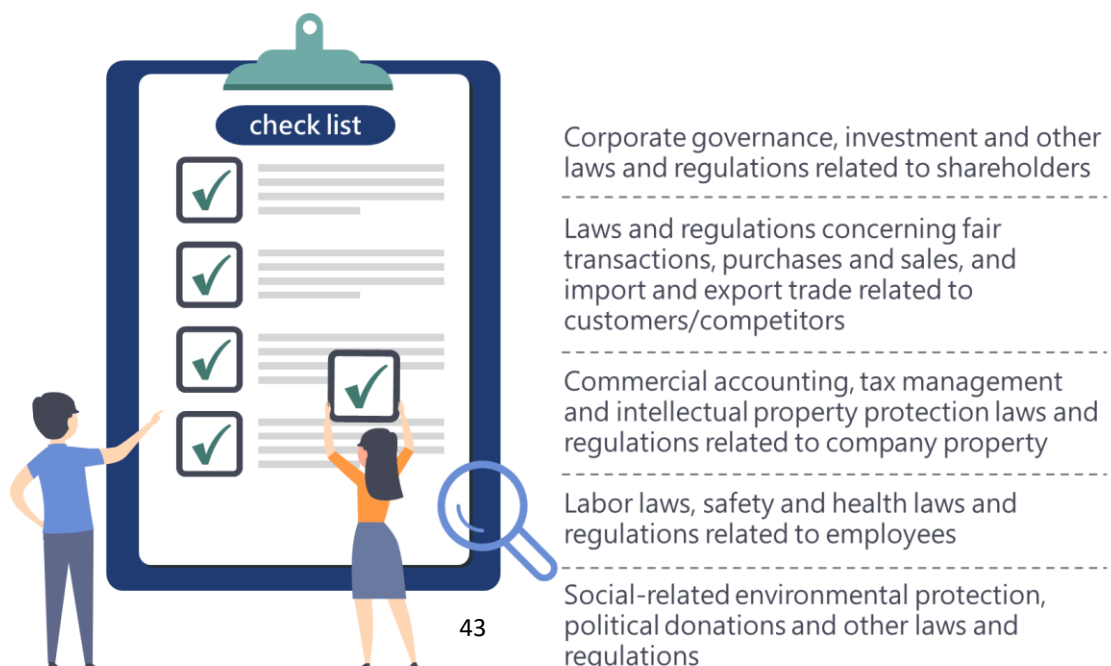 check list
Corporate governance, investment and other
laws and regulations related to shareholders
Laws and regulations concerning fair
transactions, purchases and sales, and
import and export trade related to
customers/competitors
Commercial accounting, tax management
and intellectual property protection laws and
regulations related to company property
Labor laws, safety and health laws and
regulations related to employees
Social-related environmental protection,
political donations and other laws and
regulations
43